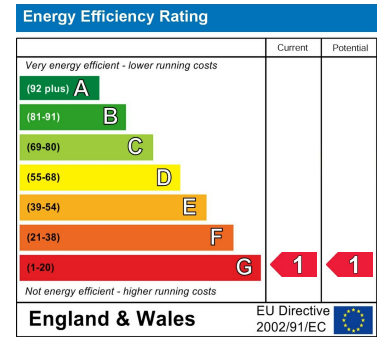 Energy Efficiency Rating
Current Potential
Very energy efficient - lower running costs
(92 plus) A
(81-91) B
(69-80) C
(55-68) D
(39-54) E
(21-38) F
(1-20) G 1 1
Not energy efficient - higher running costs
England & Wales
EU Directive
2002/91/EC